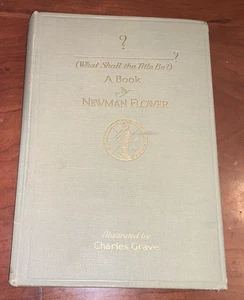 ?
?
(What Shall the Title Be?)
A Book
by
NEWMAN FLOWER
Illustrated by
Charles Grave